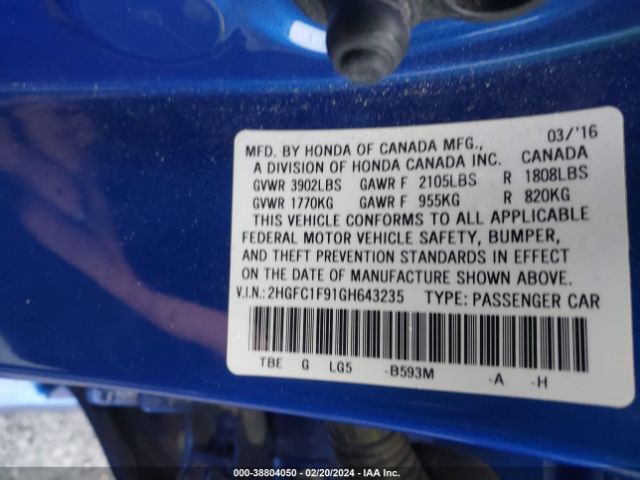 MFD. BY HONDA OF CANADA MFG., 03/'16
A DIVISION OF HONDA CANADA INC. CANADA
GVWR 3902LBS GAWR F 2105LBS R 1808LBS
GVWR 1770KG GAWR F 955KG R 820KG
THIS VEHICLE CONFORMS TO ALL APPLICABLE
FEDERAL MOTOR VEHICLE SAFETY, BUMPER,
AND THEFT PREVENTION STANDARDS IN EFFECT
ON THE DATE OF MANUFACTURE SHOWN ABOVE.
V.I.N.: 2HGFC1F91GH643235 TYPE: PASSENGER CAR
TBE G LG5 -B593M -A -H
000-38804050 - 02/20/2024 - IAA Inc.